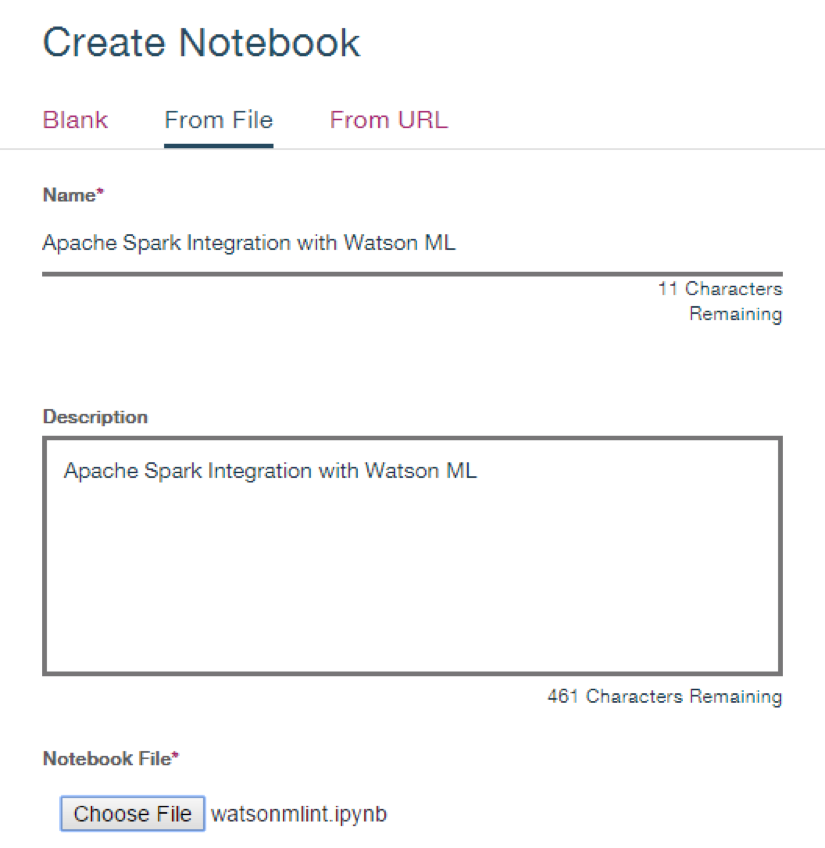 Create Notebook
Blank From File From URL
Name*
Apache Spark Integration with Watson ML
11 Characters
Remaining
Description
Apache Spark Integration with Watson ML
461 Characters Remaining
Notebook File*
Choose File watsonmlint.ipynb